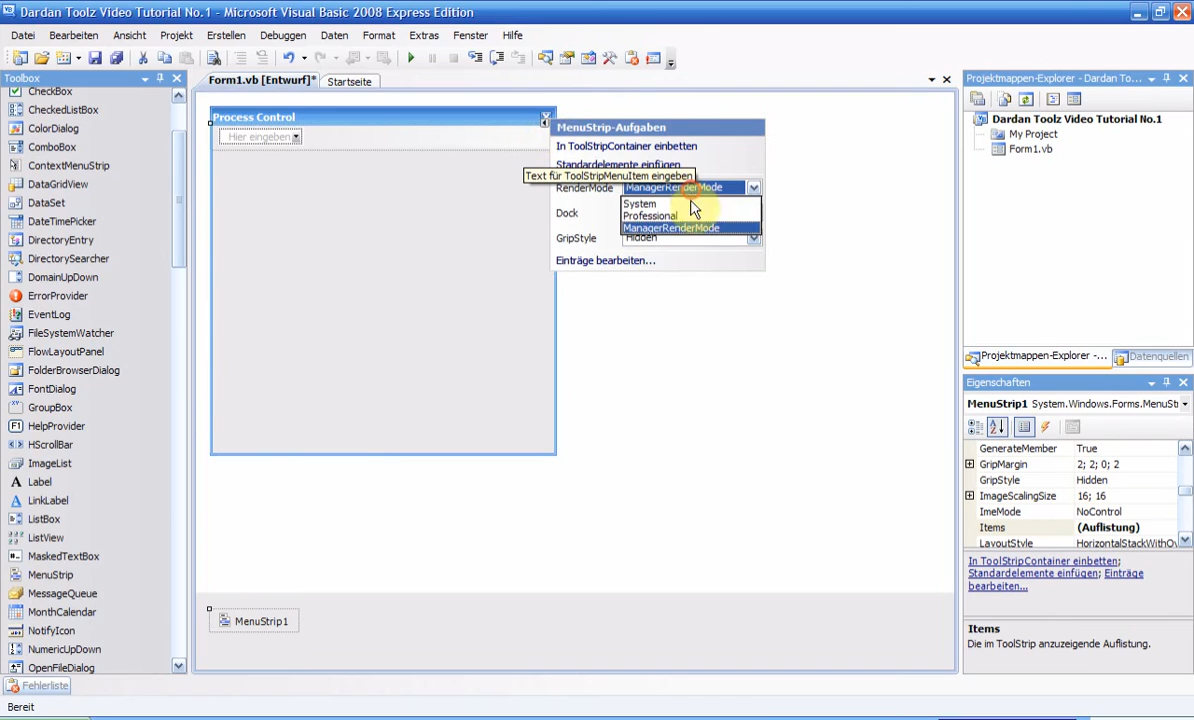 Dardan Toolz Video Tutorial No.1 - Microsoft Visual Basic 2008 Express Edition
Datei Bearbeiten Ansicht Projekt Erstellen Debuggen Daten Format Extras Fenster Hilfe
Toolbox
CheckBox
CheckedListBox
ColorDialog
ComboBox
ContextMenuStrip
DataGridView
DataSet
DateTimePicker
DirectoryEntry
DirectorySearcher
DomainUpDown
ErrorProvider
EventLog
FileSystemWatcher
FlowLayoutPanel
FolderBrowserDialog
FontDialog
GroupBox
HelpProvider
HScrollBar
ImageList
Label
LinkLabel
ListBox
ListView
MaskedTextBox
MenuStrip
MessageQueue
MonthCalendar
NotifyIcon
NumericUpDown
OpenFileDialog
Fehlerliste
Bereit
Form1.vb [Entwurf]* Startseite
Process Control
Hier eingeben
MenuStrip-Aufgaben
In ToolStripContainer einbetten
Standardelemente einfügen
Text für ToolStripMenuItem eingeben
RenderMode ManagerRenderMode
System
Professional
ManagerRenderMode
Dock
GripStyle Hidden
Einträge bearbeiten...
MenuStrip1
Projektmappen-Explorer - Dardan To...
Dardan Toolz Video Tutorial No.1
My Project
Form1.vb
Projektmappen-Explorer -... Datenquellen
Eigenschaften
MenuStrip1 System.Windows.Forms.MenuSt
GenerateMember True
GripMargin 2; 2; 0; 2
GripStyle Hidden
ImageScalingSize 16; 16
ImeMode NoControl
Items (Auflistung)
LayoutStyle HorizontalStackWithOv
In ToolStripContainer einbetten;
Standardelemente einfügen; Einträge
bearbeiten...
Items
Die im ToolStrip anzuzeigende Auflistung.